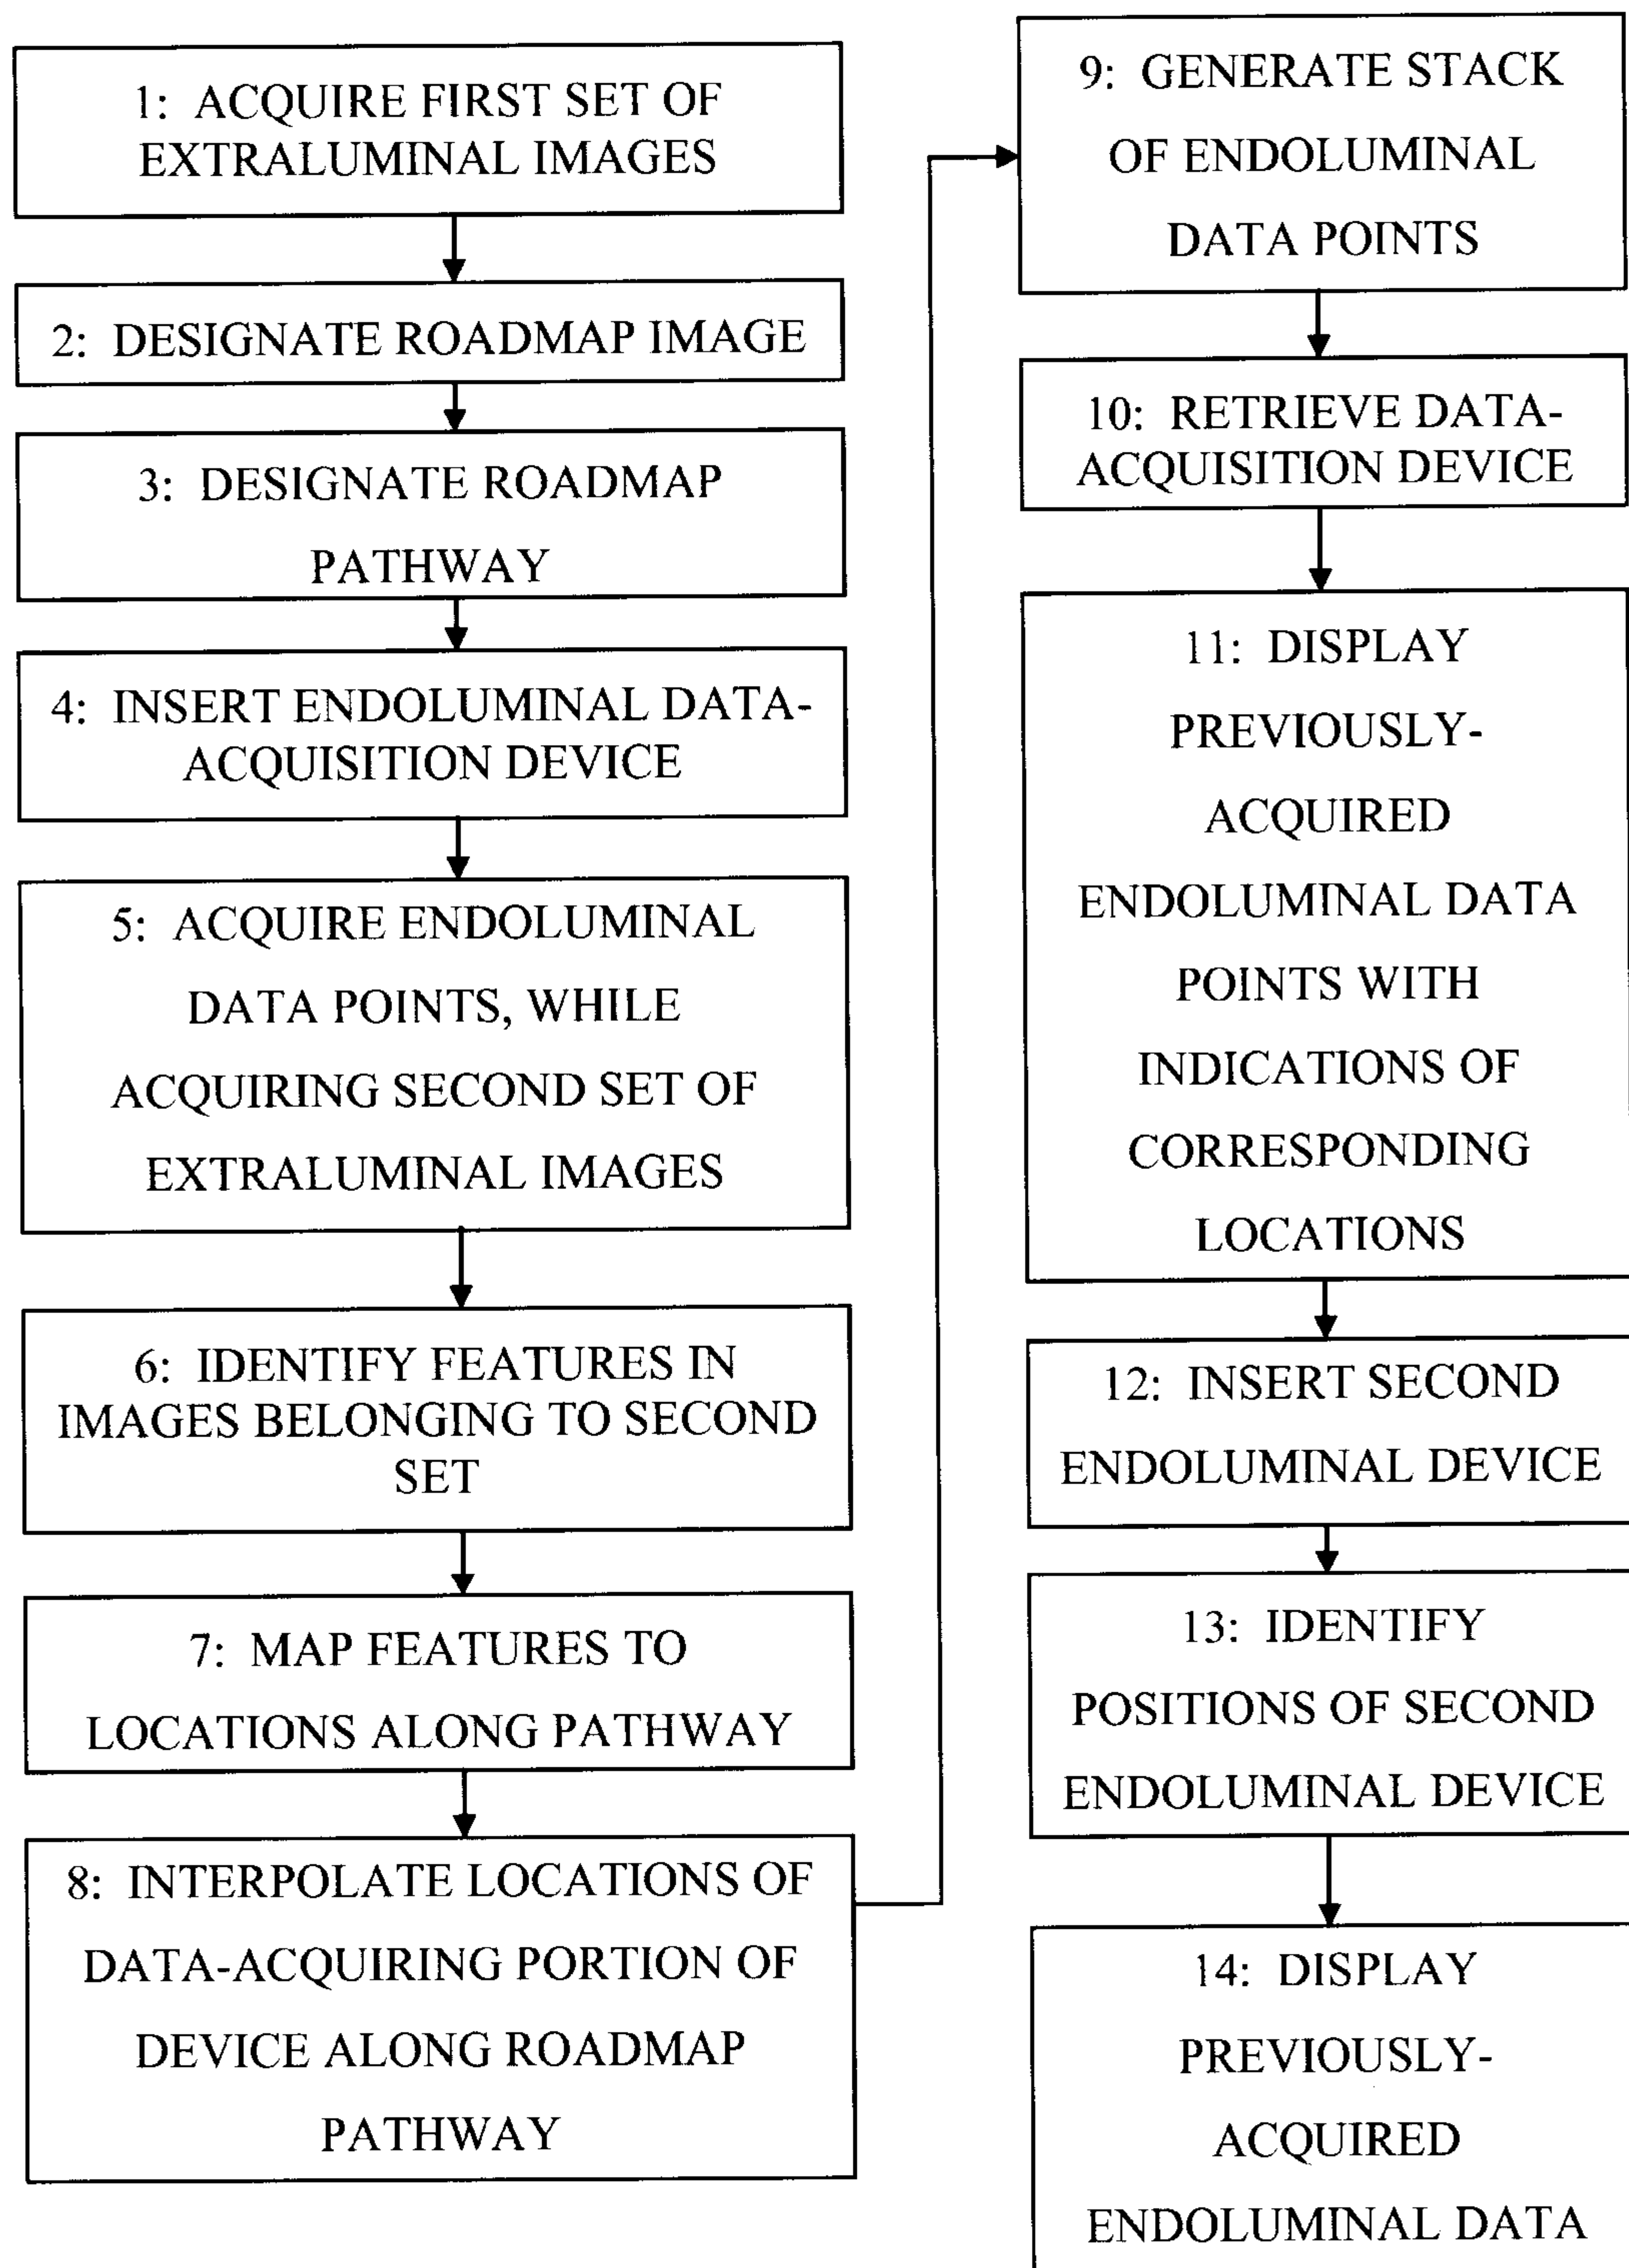 1: ACQUIRE FIRST SET OF
EXTRALUMINAL IMAGES
2: DESIGNATE ROADMAP IMAGE
3: DESIGNATE ROADMAP
PATHWAY
4: INSERT ENDOLUMINAL DATA-
ACQUISITION DEVICE
5: ACQUIRE ENDOLUMINAL
DATA POINTS, WHILE
ACQUIRING SECOND SET OF
EXTRALUMINAL IMAGES
6: IDENTIFY FEATURES IN
IMAGES BELONGING TO SECOND
SET
7: MAP FEATURES TO
LOCATIONS ALONG PATHWAY
8: INTERPOLATE LOCATIONS OF
DATA-ACQUIRING PORTION OF
DEVICE ALONG ROADMAP
PATHWAY
9: GENERATE STACK
OF ENDOLUMINAL
DATA POINTS
10: RETRIEVE DATA-
ACQUISITION DEVICE
11: DISPLAY
PREVIOUSLY-
ACQUIRED
ENDOLUMINAL DATA
POINTS WITH
INDICATIONS OF
CORRESPONDING
LOCATIONS
12: INSERT SECOND
ENDOLUMINAL DEVICE
13: IDENTIFY
POSITIONS OF SECOND
ENDOLUMINAL DEVICE
14: DISPLAY
PREVIOUSLY-
ACQUIRED
ENDOLUMINAL DATA